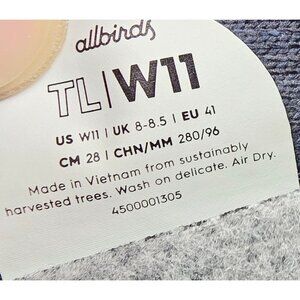 allbirds
TL|W11
US W11 | UK 8-8.5 | EU 41
CM 28 | CHN/MM 280/96
Made in Vietnam from sustainably
harvested trees. Wash on delicate. Air Dry.
4500001305